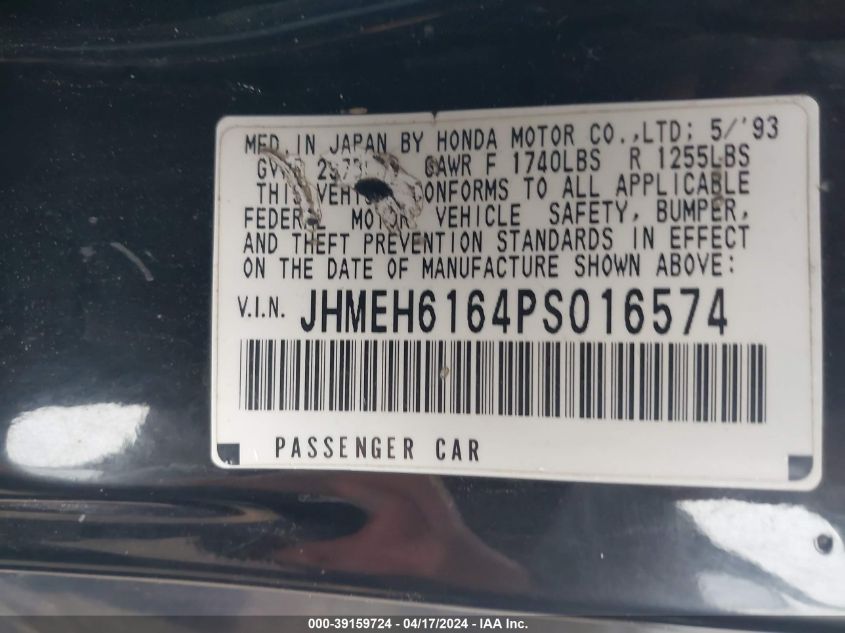 MFD. IN JAPAN BY HONDA MOTOR CO.,LTD; 5/'93
GAWR F 1740LBS R 1255LBS
THIS CONFORMS TO ALL APPLICABLE
MOTOR VEHICLE SAFETY, BUMPER,
AND THEFT PREVENTION STANDARDS IN EFFECT
ON THE DATE OF MANUFACTURE SHOWN ABOVE:
V.I.N. JHMEH6164PS016574
PASSENGER CAR
000-39159724 - 04/17/2024 - IAA Inc.